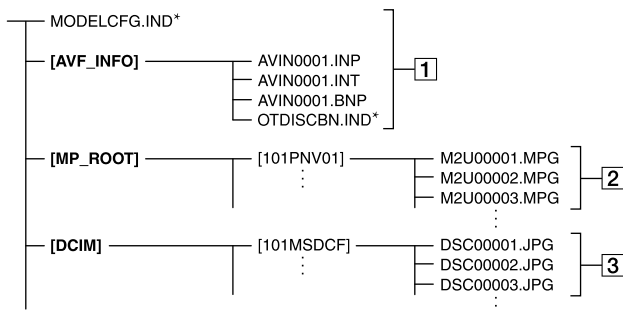 MODELCFG.IND*
[AVF_INFO] AVIN0001.INP
AVIN0001.INT
1
AVIN0001.BNP
OTDISCBN.IND*
[MP_ROOT] [101PNV01] M2U00001.MPG
M2U00002.MPG
2
M2U00003.MPG
[DCIM] [101MSDCF] DSC00001.JPG
DSC00002.JPG
3
DSC00003.JPG